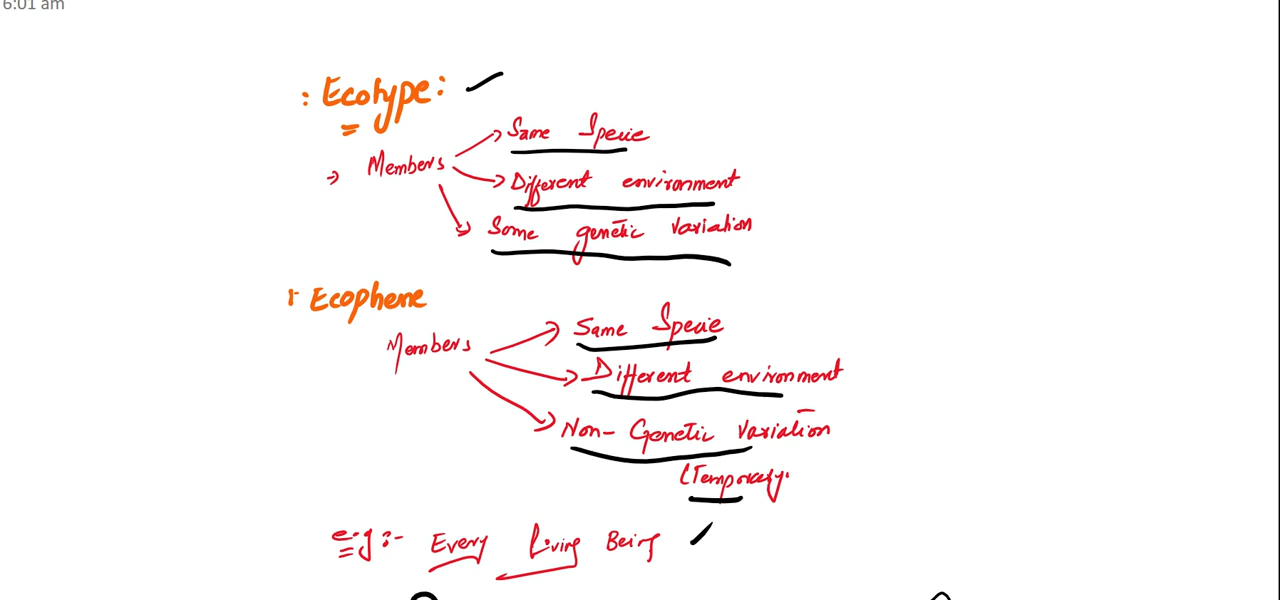 6:01 am
: Ecotype:
Same Specie
Members
Different environment
Some genetic variation
Ecophene
Same Specie
Members
Different environment
Non-Genetic variation
(Temporary.
e.g:- Every Living Being